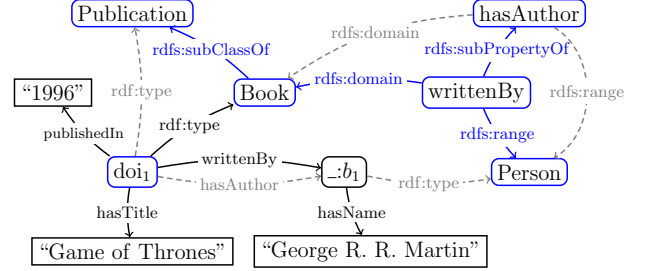 Publication
hasAuthor
rdfs:domain
rdfs:subClassOf
rdfs:subPropertyOf
rdfs:domain
“1996”
rdf:type
Book
writtenBy
rdfs:range
publishedIn
rdf:type
rdfs:range
writtenBy
doi₁
_:b₁
Person
hasAuthor
rdf:type
hasTitle
hasName
“Game of Thrones”
“George R. R. Martin”